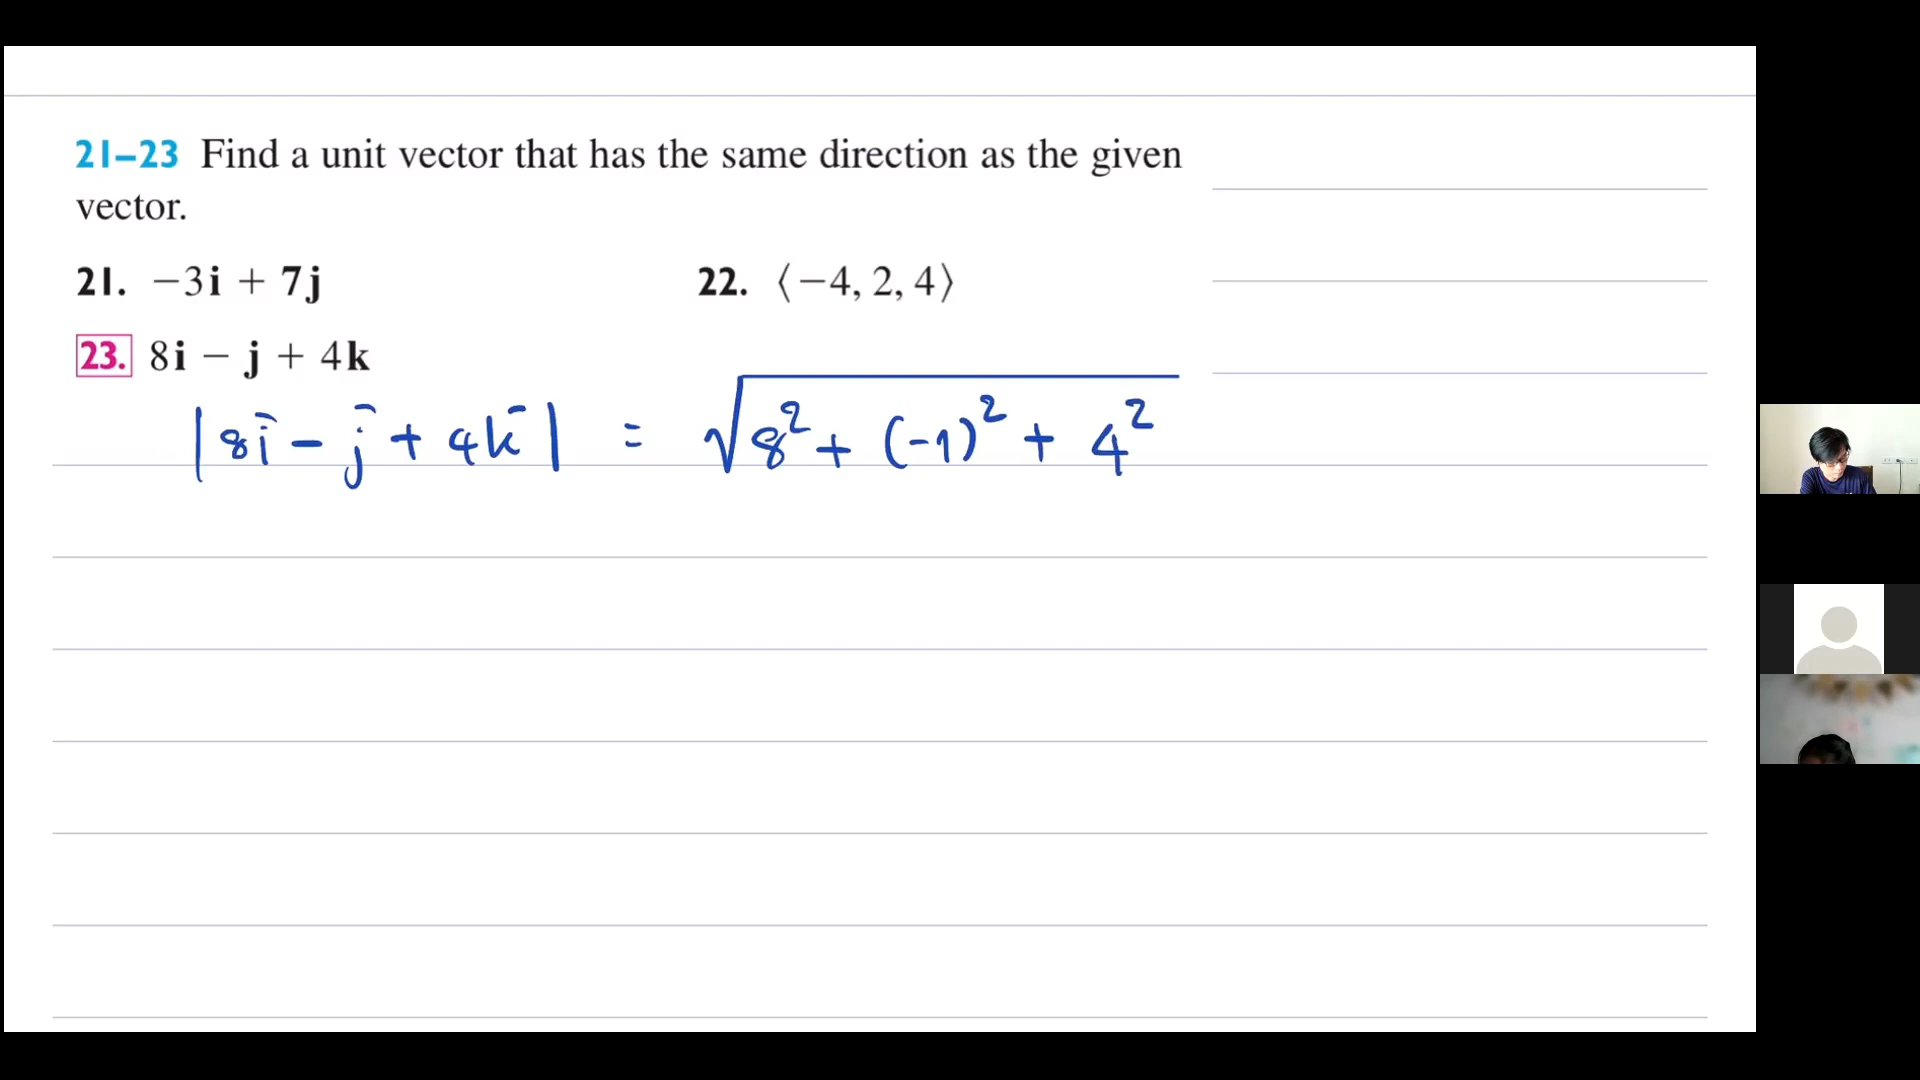 21–23 Find a unit vector that has the same direction as the given
vector.
21. −3i + 7j 22. ⟨−4, 2, 4⟩
23. 8i − j + 4k
|8i̅ − j̅ + 4k̅| = √(8² + (-1)² + 4²)